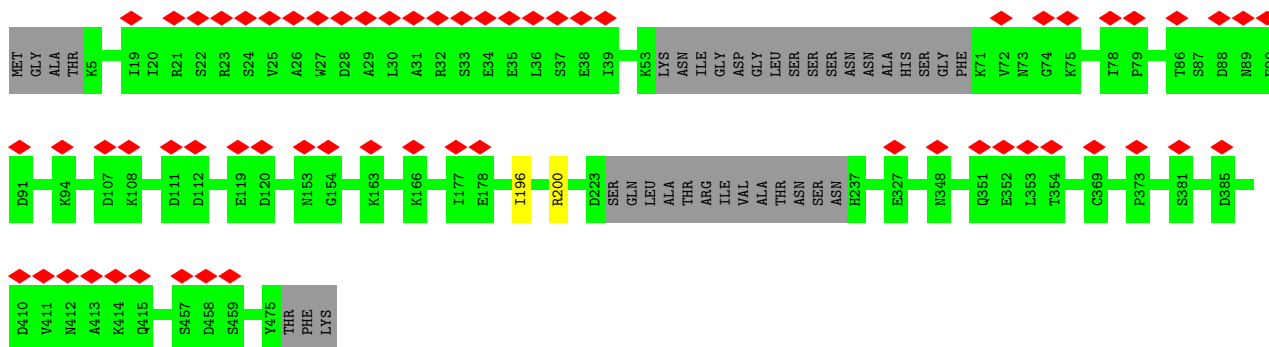 MET GLY ALA THR K5 I19 I20 R21 S22 R23 S24 V25 A26 W27 D28 A29 L30 A31 R32 S33 E34 E35 L36 S37 E38 I39 K53 LYS ASN ILE GLY ASP GLY LEU SER SER SER ASN ASN ALA HIS SER GLY PHE K71 V72 N73 G74 K75 I78 P79 T86 S87 D88 N89
D91 K94 D107 K108 D111 D112 E119 D120 N153 G154 K163 K166 I177 E178 I196 R200 D223 SER GLN LEU ALA THR ARG ILE VAL ALA THR ASN SER ASN H237 E327 N348 Q351 E352 L353 T354 C369 P373 S381 D385
D410 V411 N412 A413 K414 Q415 S457 D458 S459 Y475 THR PHE LYS